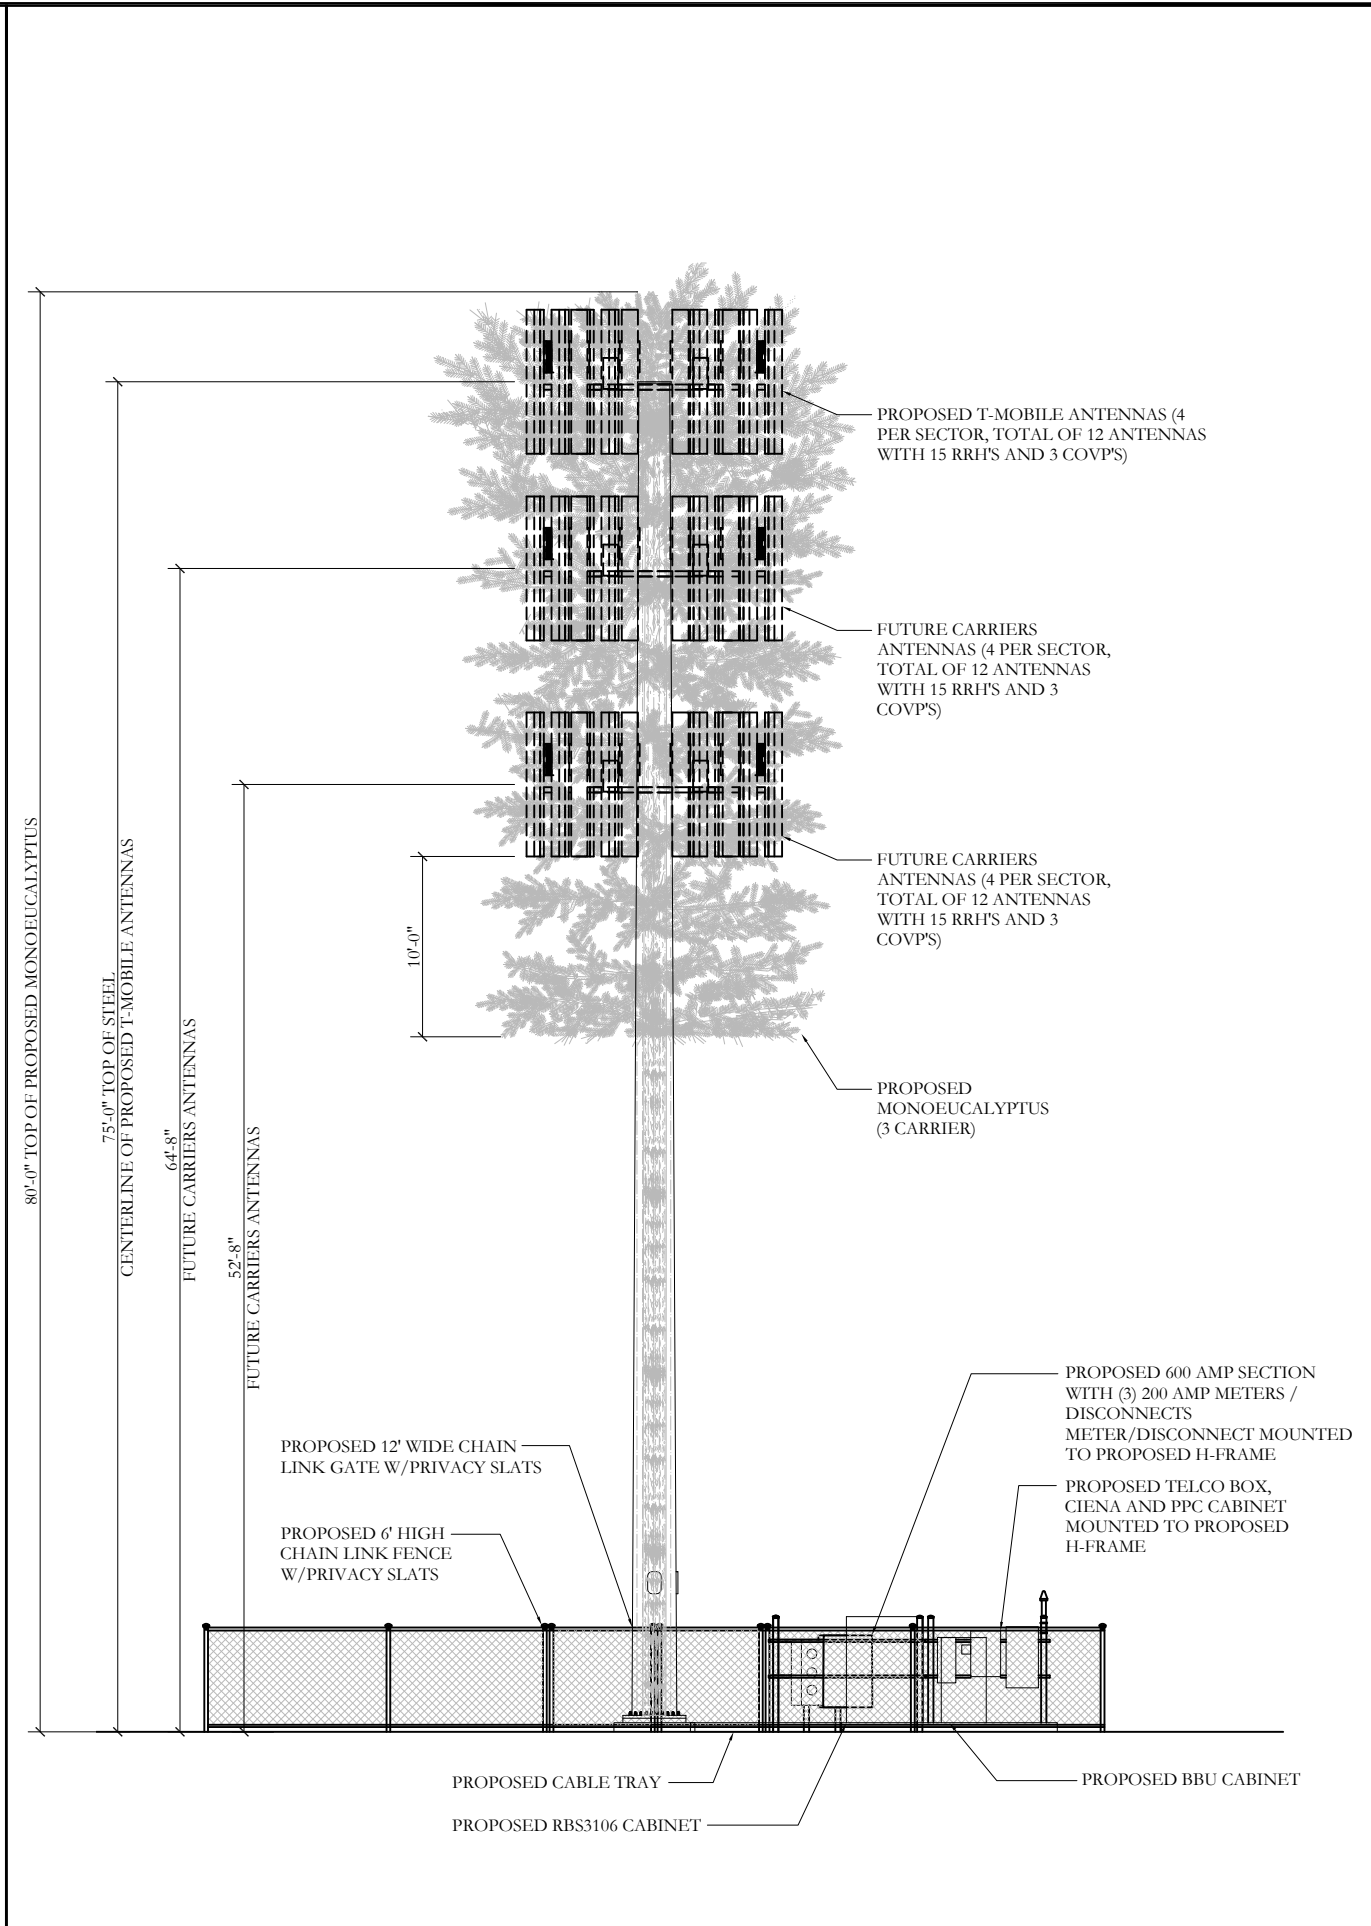 80'-0" TOP OF PROPOSED MONOEUCALYPTUS
75'-0" TOP OF STEEL
CENTERLINE OF PROPOSED T-MOBILE ANTENNAS
64'-8"
FUTURE CARRIERS ANTENNAS
52'-8"
FUTURE CARRIERS ANTENNAS
10'-0"
PROPOSED T-MOBILE ANTENNAS (4
PER SECTOR, TOTAL OF 12 ANTENNAS
WITH 15 RRH'S AND 3 COVP'S)
FUTURE CARRIERS
ANTENNAS (4 PER SECTOR,
TOTAL OF 12 ANTENNAS
WITH 15 RRH'S AND 3
COVP'S)
FUTURE CARRIERS
ANTENNAS (4 PER SECTOR,
TOTAL OF 12 ANTENNAS
WITH 15 RRH'S AND 3
COVP'S)
PROPOSED
MONOEUCALYPTUS
(3 CARRIER)
PROPOSED 600 AMP SECTION
WITH (3) 200 AMP METERS /
DISCONNECTS
METER/DISCONNECT MOUNTED
TO PROPOSED H-FRAME
PROPOSED TELCO BOX,
CIENA AND PPC CABINET
MOUNTED TO PROPOSED
H-FRAME
PROPOSED 12' WIDE CHAIN
LINK GATE W/PRIVACY SLATS
PROPOSED 6' HIGH
CHAIN LINK FENCE
W/PRIVACY SLATS
PROPOSED CABLE TRAY
PROPOSED BBU CABINET
PROPOSED RBS3106 CABINET